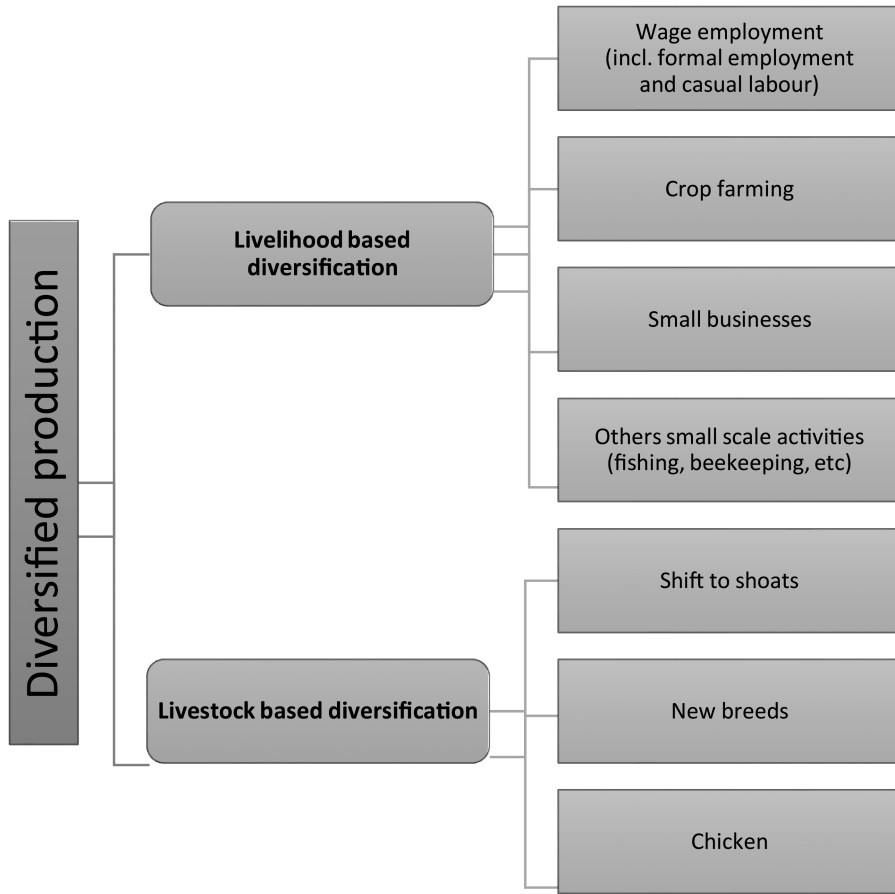 Diversified production
Livelihood based
diversification
Wage employment
(incl. formal employment
and casual labour)
Crop farming
Small businesses
Others small scale activities
(fishing, beekeeping, etc)
Livestock based diversification
Shift to shoats
New breeds
Chicken